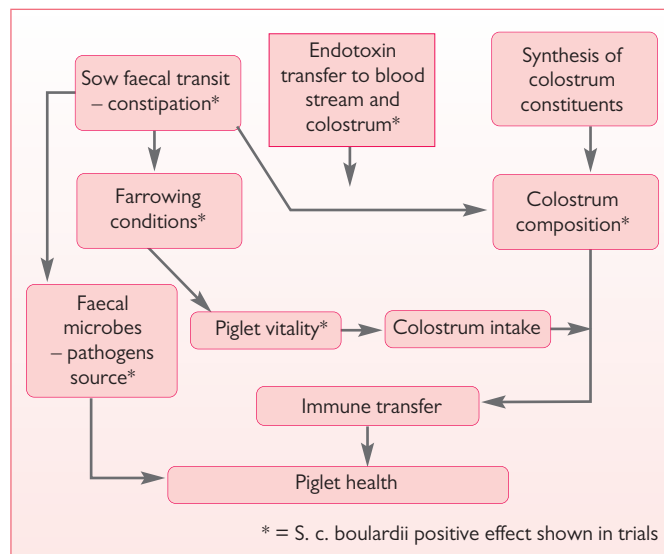 Sow faecal transit
– constipation*
Endotoxin
transfer to blood
stream and
colostrum*
Synthesis of
colostrum
constituents
Farrowing
conditions*
Colostrum
composition*
Faecal
microbes
– pathogens
source*
Piglet vitality*
Colostrum intake
Immune transfer
Piglet health
* = S. c. boulardii positive effect shown in trials